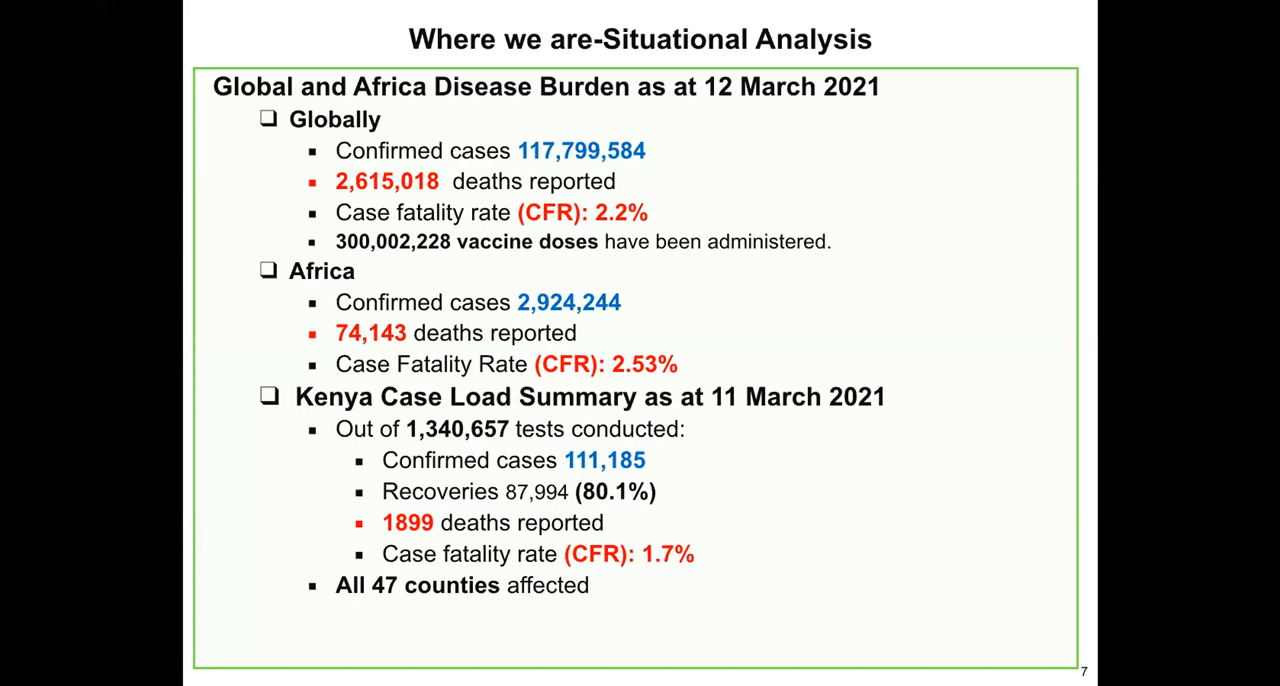 Where we are-Situational Analysis
Global and Africa Disease Burden as at 12 March 2021
Globally
Confirmed cases 117,799,584
2,615,018 deaths reported
Case fatality rate (CFR): 2.2%
300,002,228 vaccine doses have been administered.
Africa
Confirmed cases 2,924,244
74,143 deaths reported
Case Fatality Rate (CFR): 2.53%
Kenya Case Load Summary as at 11 March 2021
Out of 1,340,657 tests conducted:
Confirmed cases 111,185
Recoveries 87,994 (80.1%)
1899 deaths reported
Case fatality rate (CFR): 1.7%
All 47 counties affected
7